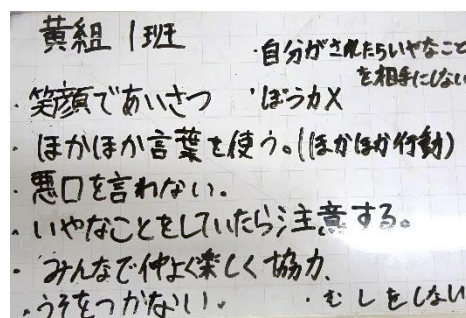 黄組 1班
・自分がされたらいやなこと
を相手にしない
・笑顔であいさつ
・ぼう力X
・ほかほか言葉を使う。(ほかほか行動)
・悪口を言わない。
・いやなことをしていたら注意する。
・みんなで仲よく楽しく協力、
・うそをつかない。
・むしをしない